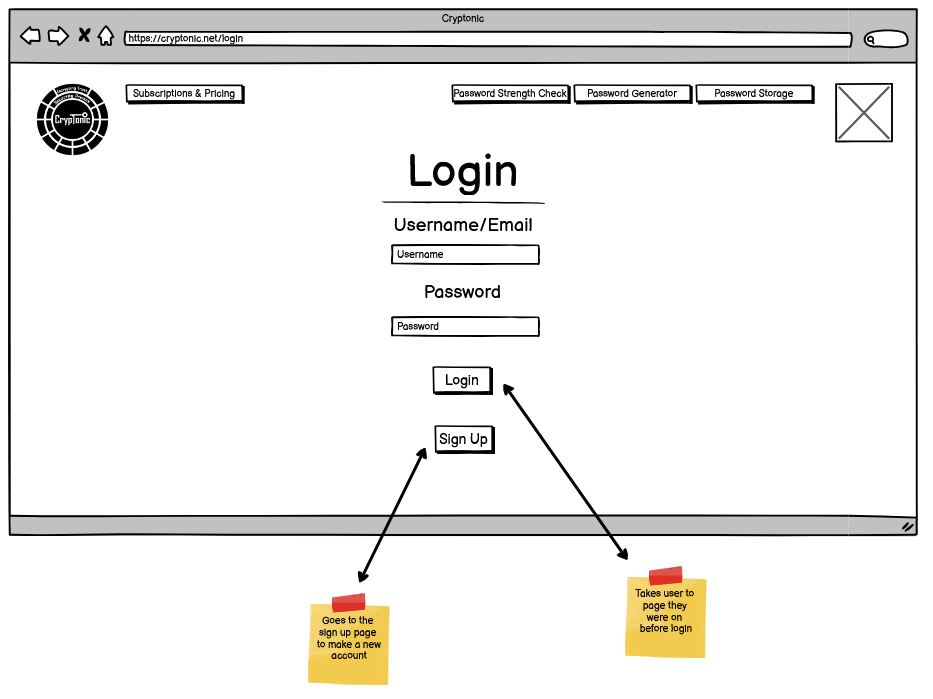 Cryptonic
https://cryptonic.net/login
Subscriptions & Pricing
Password Strength Check
Password Generator
Password Storage
CrypTonic
Login
Username/Email
Username
Password
Password
Login
Sign Up
Takes user to
page they
were on
before login
Goes to the
sign up page
to make a new
account